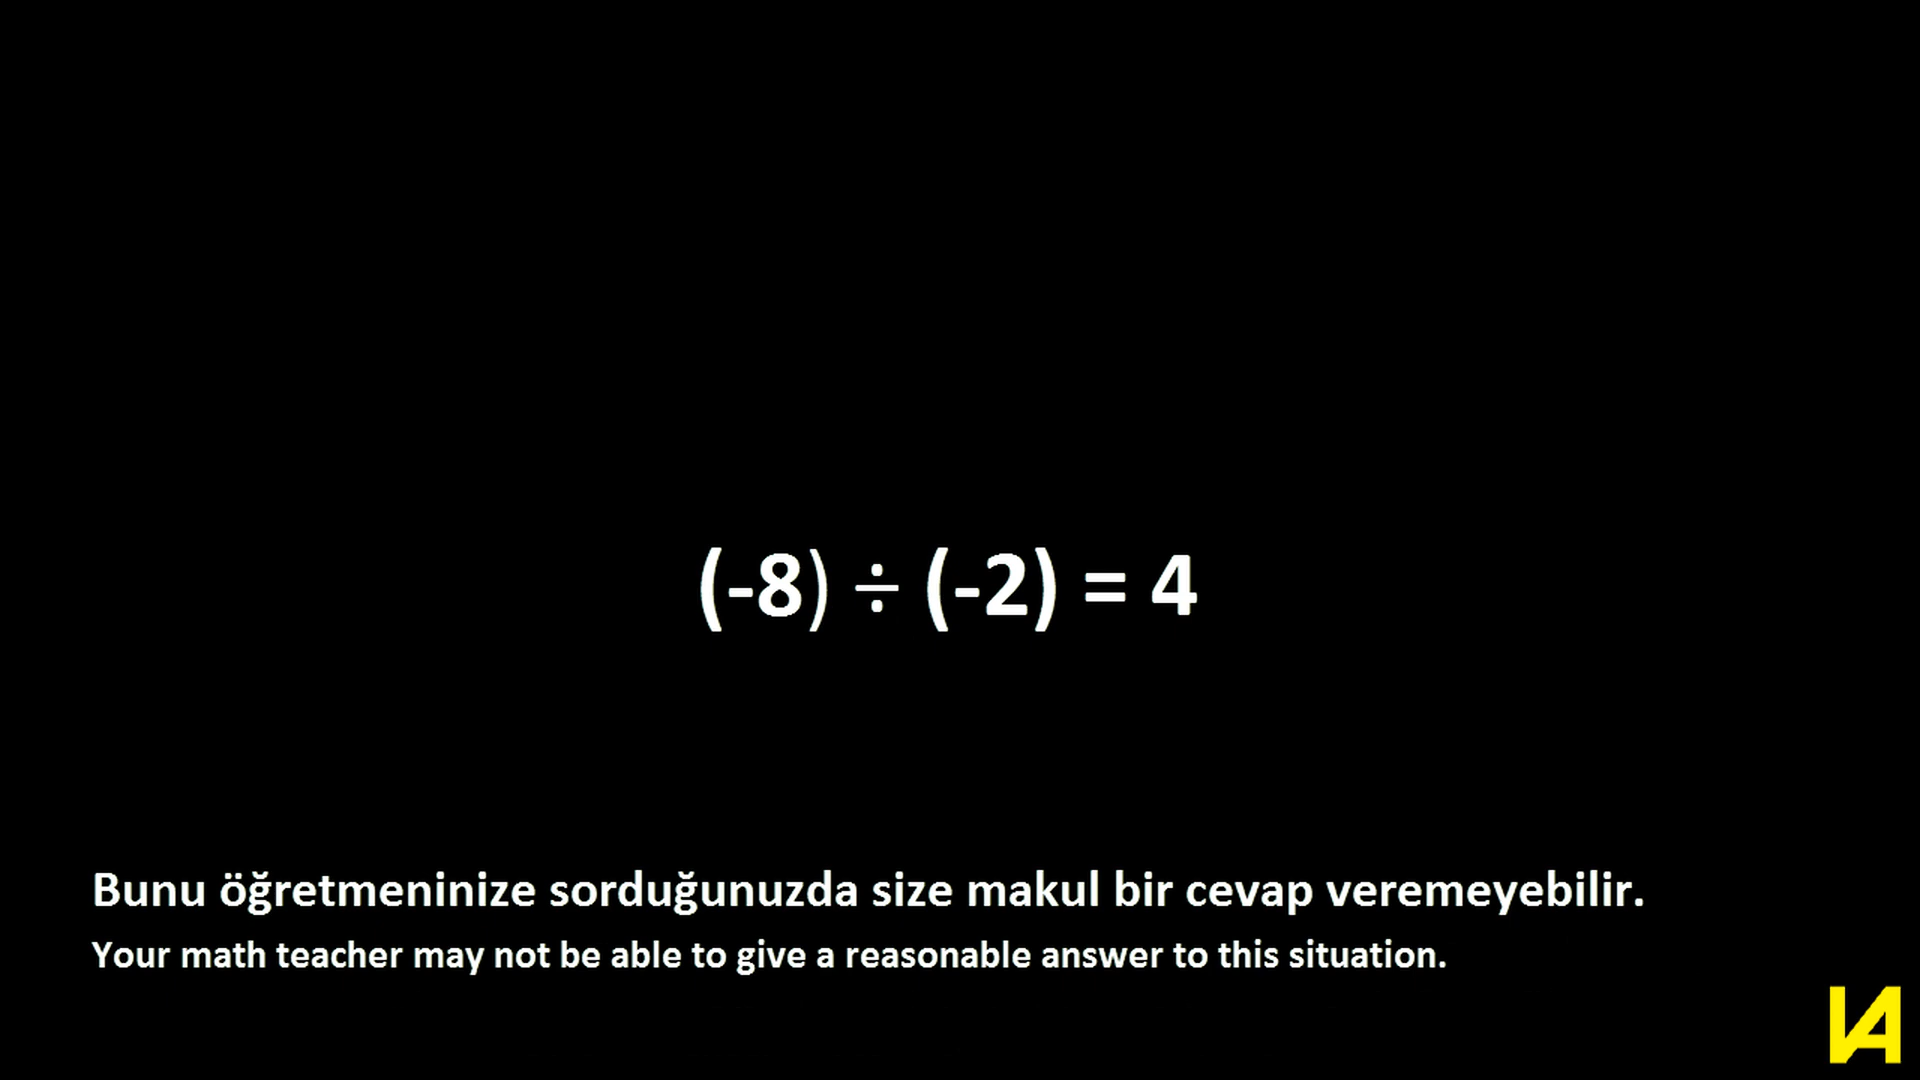 (-8) ÷ (-2) = 4
Bunu öğretmeninize sorduğunuzda size makul bir cevap veremeyebilir.
Your math teacher may not be able to give a reasonable answer to this situation.
VA